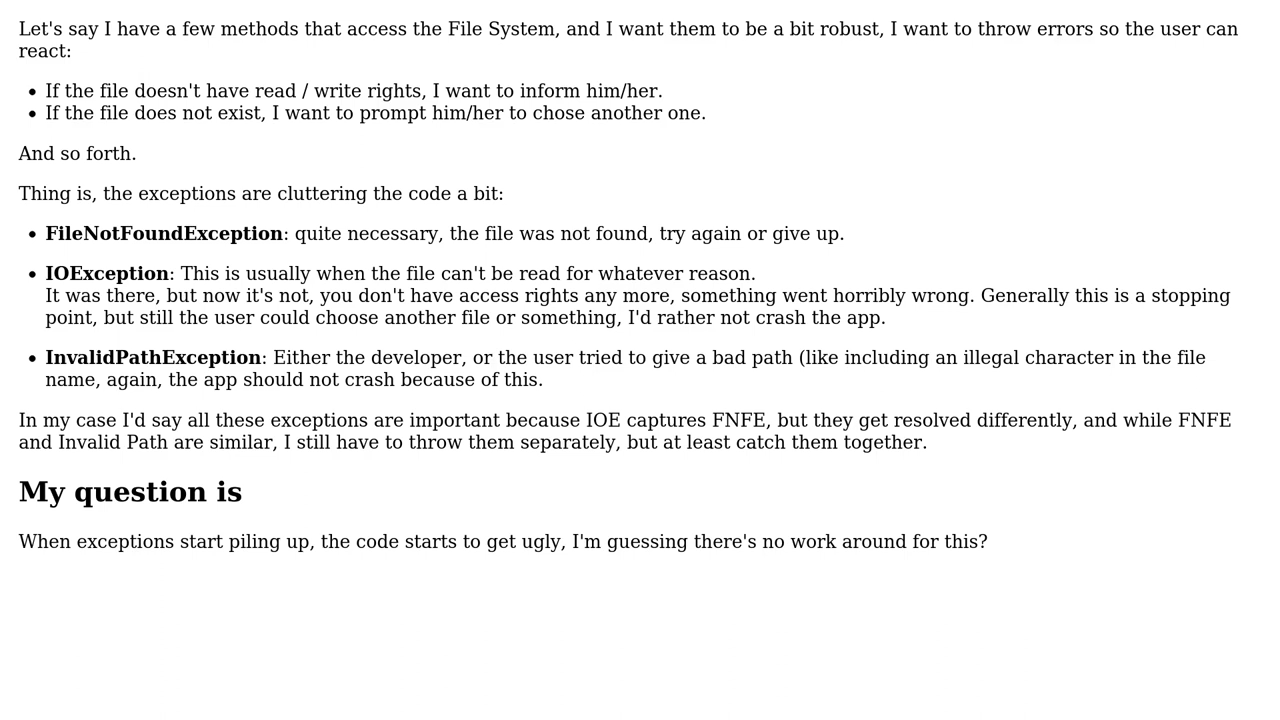 Let's say I have a few methods that access the File System, and I want them to be a bit robust, I want to throw errors so the user can
react:
• If the file doesn't have read / write rights, I want to inform him/her.
• If the file does not exist, I want to prompt him/her to chose another one.
And so forth.
Thing is, the exceptions are cluttering the code a bit:
• FileNotFoundException: quite necessary, the file was not found, try again or give up.
• IOException: This is usually when the file can't be read for whatever reason.
It was there, but now it's not, you don't have access rights any more, something went horribly wrong. Generally this is a stopping
point, but still the user could choose another file or something, I'd rather not crash the app.
• InvalidPathException: Either the developer, or the user tried to give a bad path (like including an illegal character in the file
name, again, the app should not crash because of this.
In my case I'd say all these exceptions are important because IOE captures FNFE, but they get resolved differently, and while FNFE
and Invalid Path are similar, I still have to throw them separately, but at least catch them together.
My question is
When exceptions start piling up, the code starts to get ugly, I'm guessing there's no work around for this?